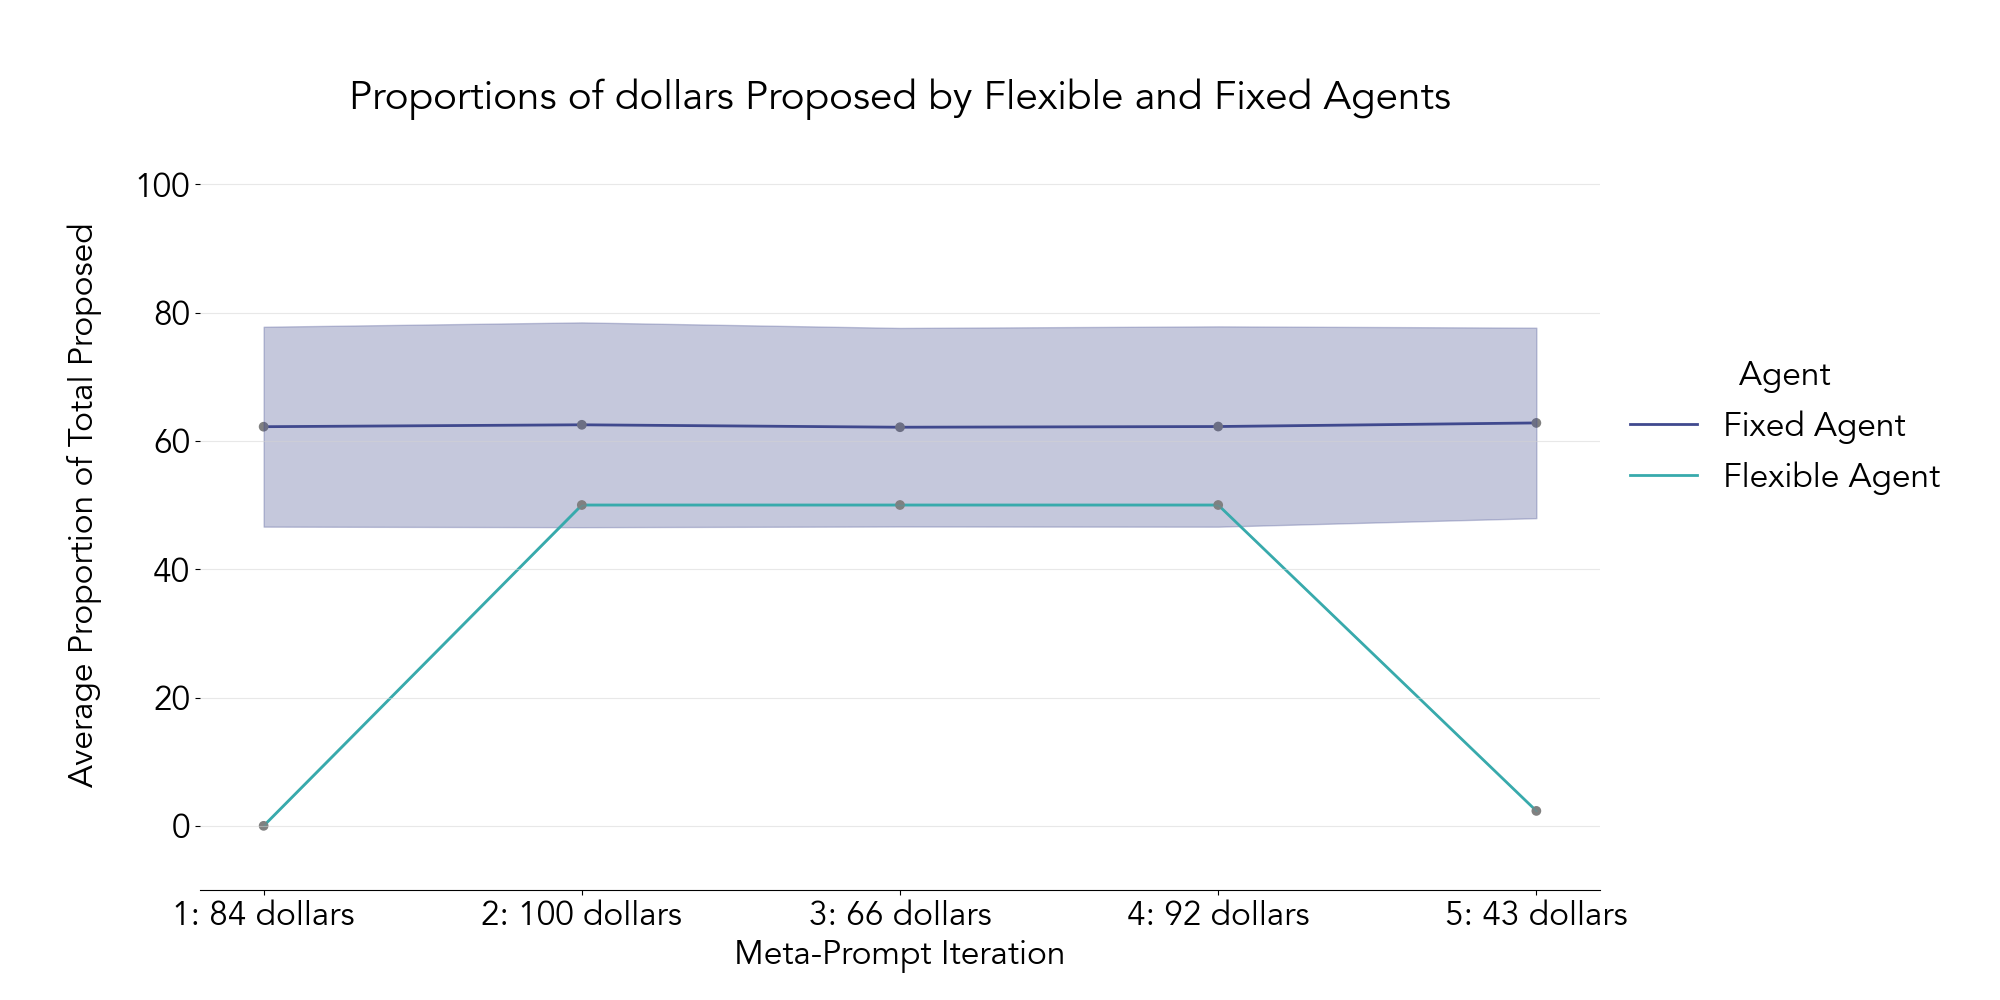 Proportions of dollars Proposed by Flexible and Fixed Agents
Average Proportion of Total Proposed
100
80
60
40
20
0
1: 84 dollars
2: 100 dollars
3: 66 dollars
4: 92 dollars
5: 43 dollars
Meta-Prompt Iteration
Agent
Fixed Agent
Flexible Agent